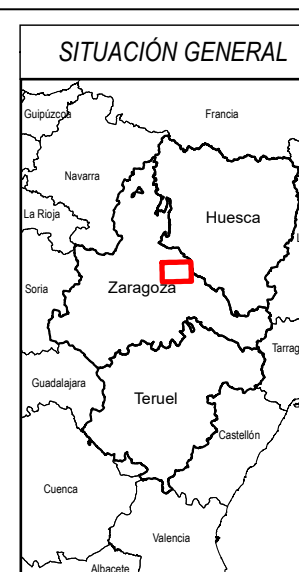 SITUACIÓN GENERAL
Guipúzcoa
Francia
Navarra
La Rioja
Huesca
Soria
Zaragoza
Tarrag
Guadalajara
Teruel
Castellón
Cuenca
Valencia
Albacete